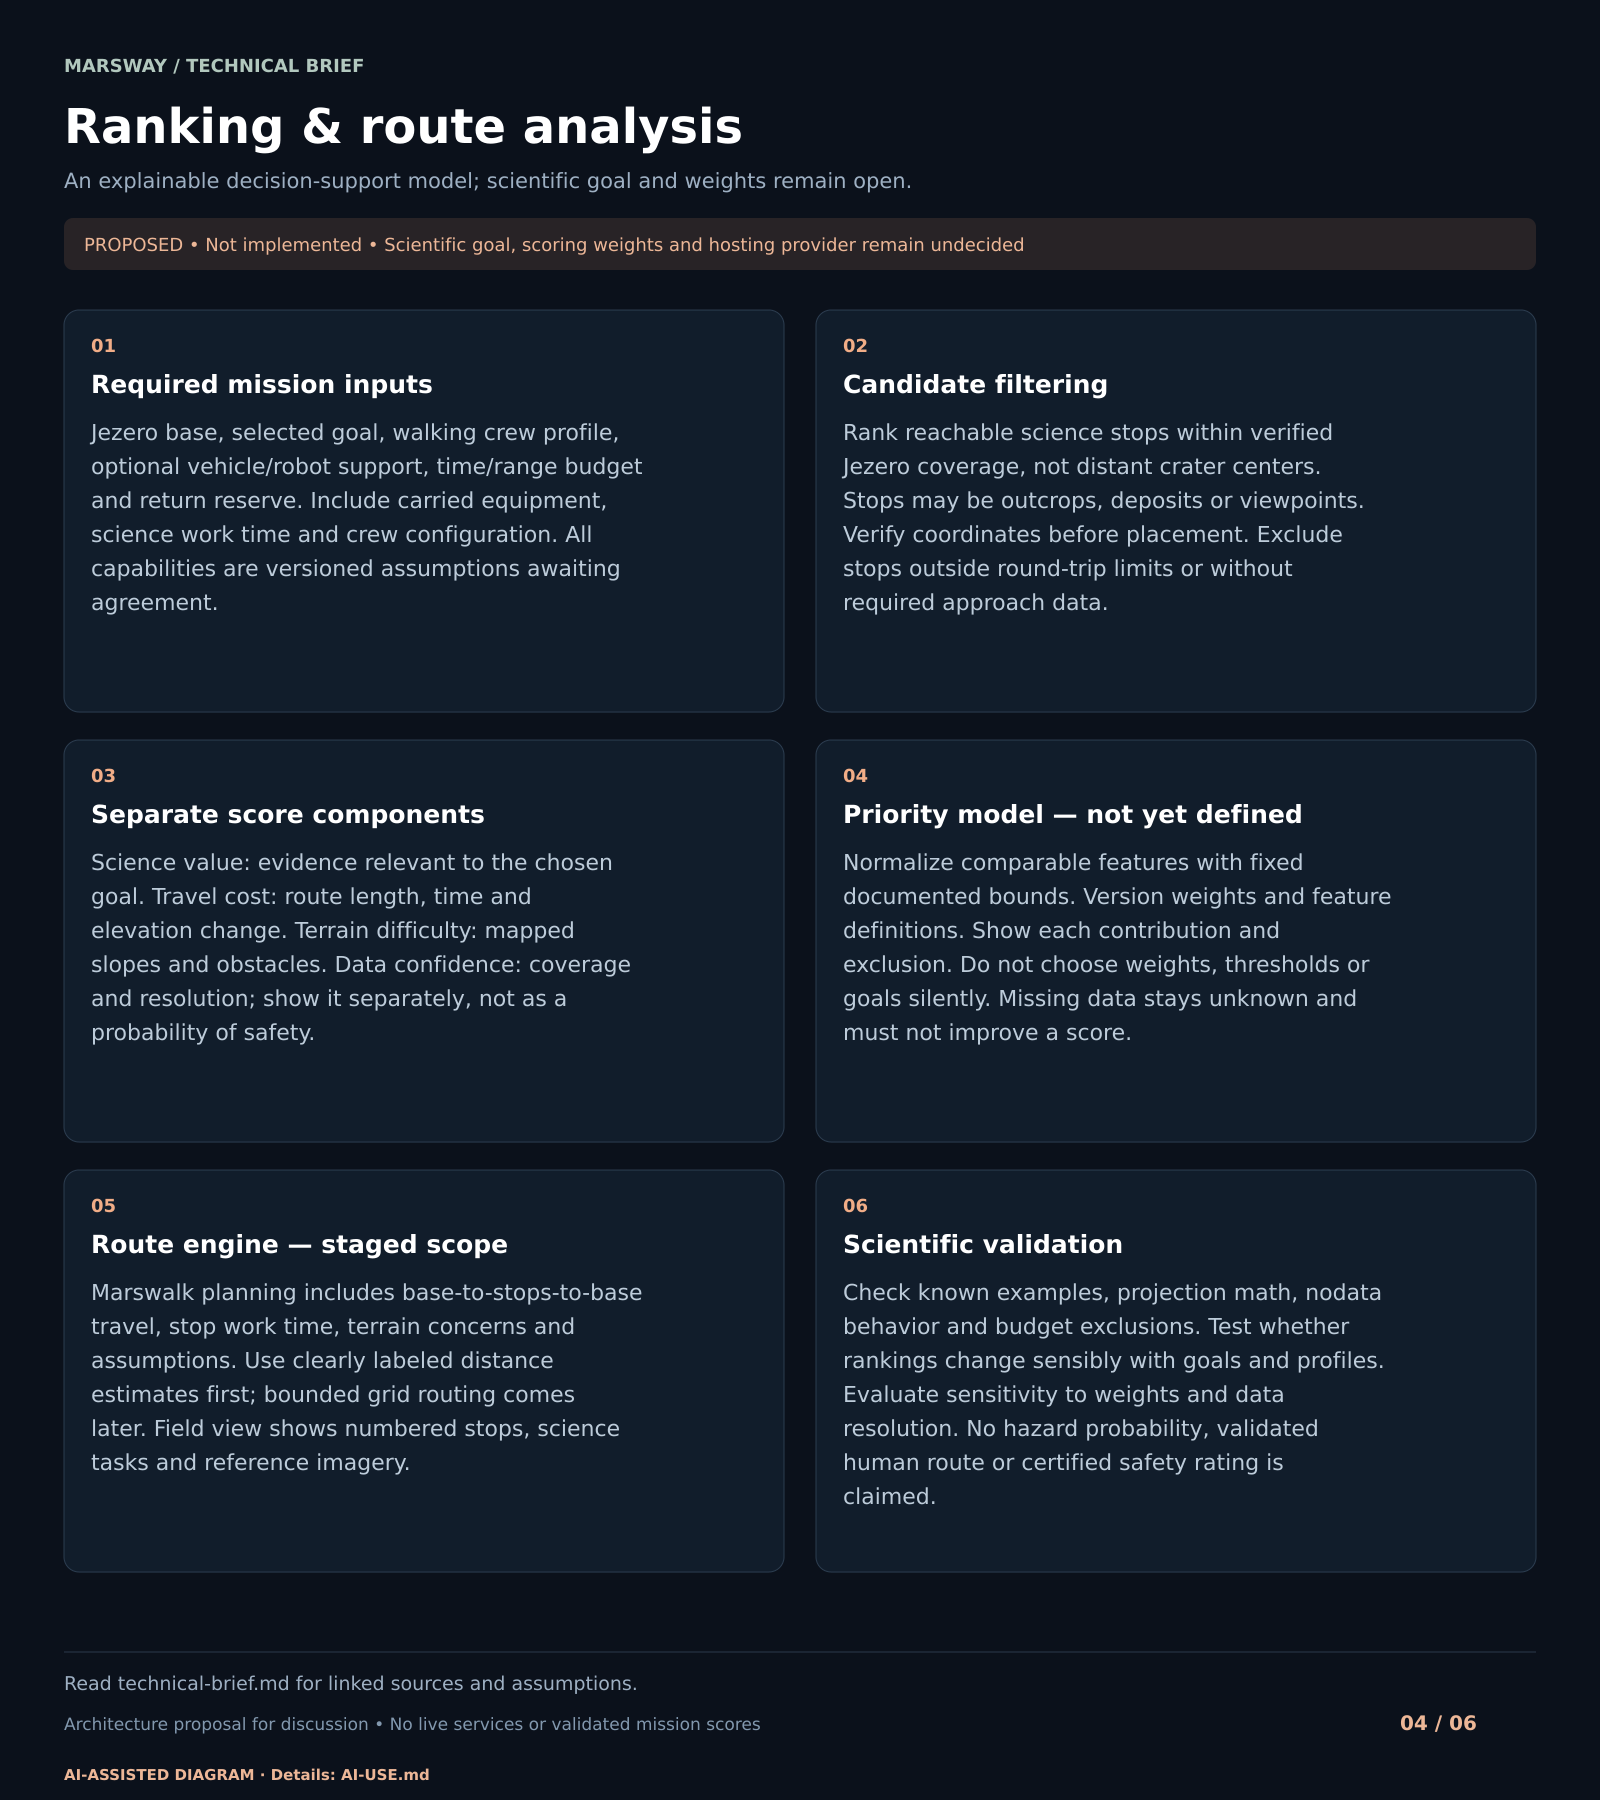 MARSWAY / TECHNICAL BRIEF
Ranking & route analysis
An explainable decision-support model; scientific goal and weights remain open.
PROPOSED • Not implemented • Scientific goal, scoring weights and hosting provider remain undecided
01
Required mission inputs
Jezero base, selected goal, walking crew profile,
optional vehicle/robot support, time/range budget
and return reserve. Include carried equipment,
science work time and crew configuration. All
capabilities are versioned assumptions awaiting
agreement.
02
Candidate filtering
Rank reachable science stops within verified
Jezero coverage, not distant crater centers.
Stops may be outcrops, deposits or viewpoints.
Verify coordinates before placement. Exclude
stops outside round-trip limits or without
required approach data.
03
Separate score components
Science value: evidence relevant to the chosen
goal. Travel cost: route length, time and
elevation change. Terrain difficulty: mapped
slopes and obstacles. Data confidence: coverage
and resolution; show it separately, not as a
probability of safety.
04
Priority model — not yet defined
Normalize comparable features with fixed
documented bounds. Version weights and feature
definitions. Show each contribution and
exclusion. Do not choose weights, thresholds or
goals silently. Missing data stays unknown and
must not improve a score.
05
Route engine — staged scope
Marswalk planning includes base-to-stops-to-base
travel, stop work time, terrain concerns and
assumptions. Use clearly labeled distance
estimates first; bounded grid routing comes
later. Field view shows numbered stops, science
tasks and reference imagery.
06
Scientific validation
Check known examples, projection math, nodata
behavior and budget exclusions. Test whether
rankings change sensibly with goals and profiles.
Evaluate sensitivity to weights and data
resolution. No hazard probability, validated
human route or certified safety rating is
claimed.
Read technical-brief.md for linked sources and assumptions.
Architecture proposal for discussion • No live services or validated mission scores
04 / 06
AI-ASSISTED DIAGRAM · Details: AI-USE.md